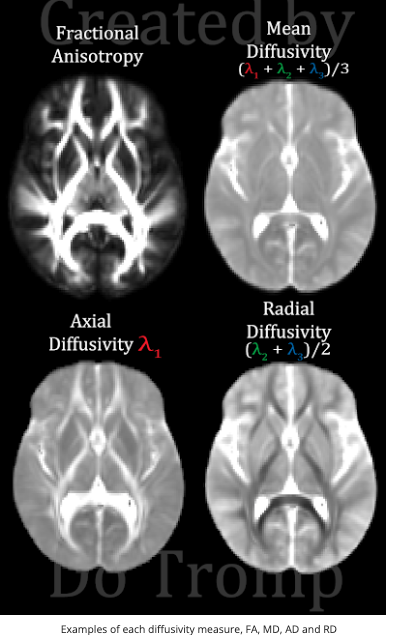 Created by
Fractional
Anisotropy
Mean
Diffusivity
(λ₁ + λ₂ + λ₃)/3
Axial
Diffusivity λ₁
Radial
Diffusivity
(λ₂ + λ₃)/2
Do Tromp
Examples of each diffusivity measure, FA, MD, AD and RD